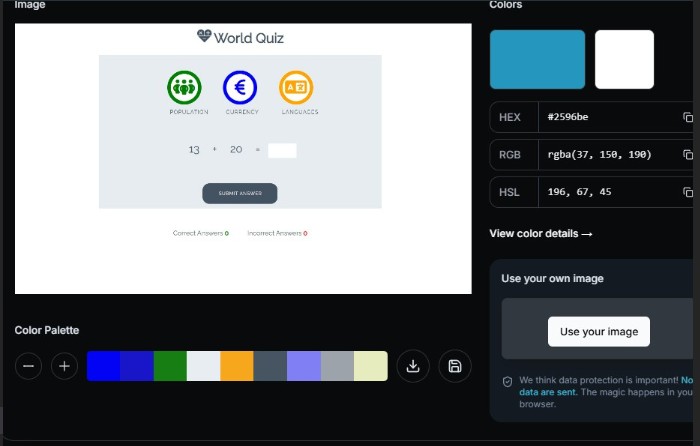 Image
World Quiz
POPULATION CURRENCY LANGUAGES
13 + 20 =
SUBMIT ANSWER
Correct Answers 0 Incorrect Answers 0
Color Palette
Colors
HEX #2596be
RGB rgba(37, 150, 190)
HSL 196, 67, 45
View color details →
Use your own image
Use your image
We think data protection is important! No
data are sent. The magic happens in your
browser.